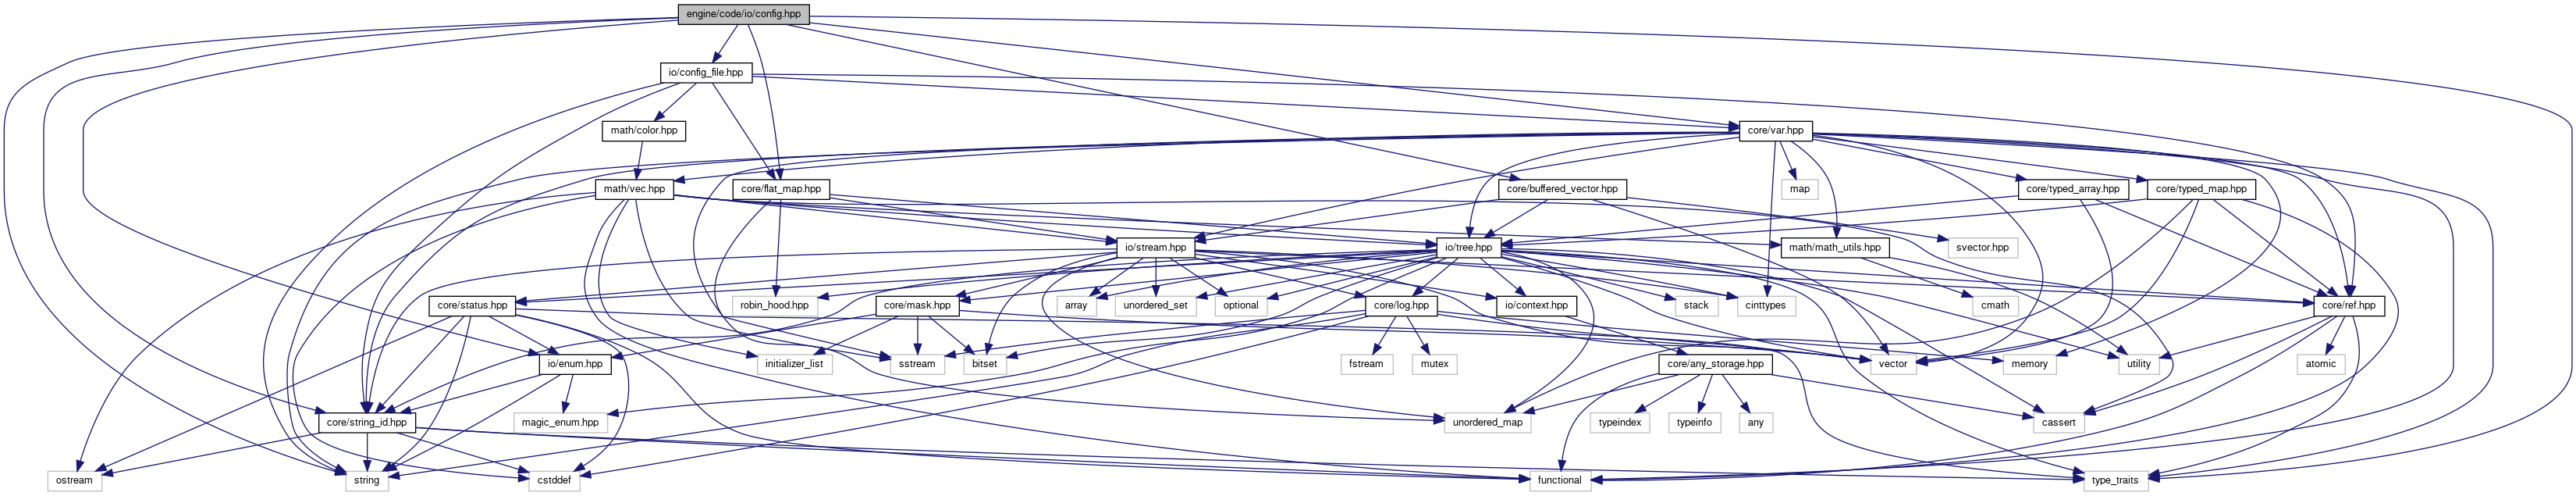 engine/code/io/config.hpp
io/config_file.hpp
math/color.hpp
core/var.hpp
math/vec.hpp
core/flat_map.hpp
core/buffered_vector.hpp
map
core/typed_array.hpp
core/typed_map.hpp
io/stream.hpp
io/tree.hpp
math/math_utils.hpp
svector.hpp
core/status.hpp
robin_hood.hpp
core/mask.hpp
array
unordered_set
optional
core/log.hpp
io/context.hpp
stack
cinttypes
cmath
core/ref.hpp
io/enum.hpp
initializer_list
sstream
bitset
fstream
mutex
core/any_storage.hpp
vector
memory
utility
atomic
core/string_id.hpp
magic_enum.hpp
unordered_map
typeindex
typeinfo
any
cassert
ostream
string
cstddef
functional
type_traits